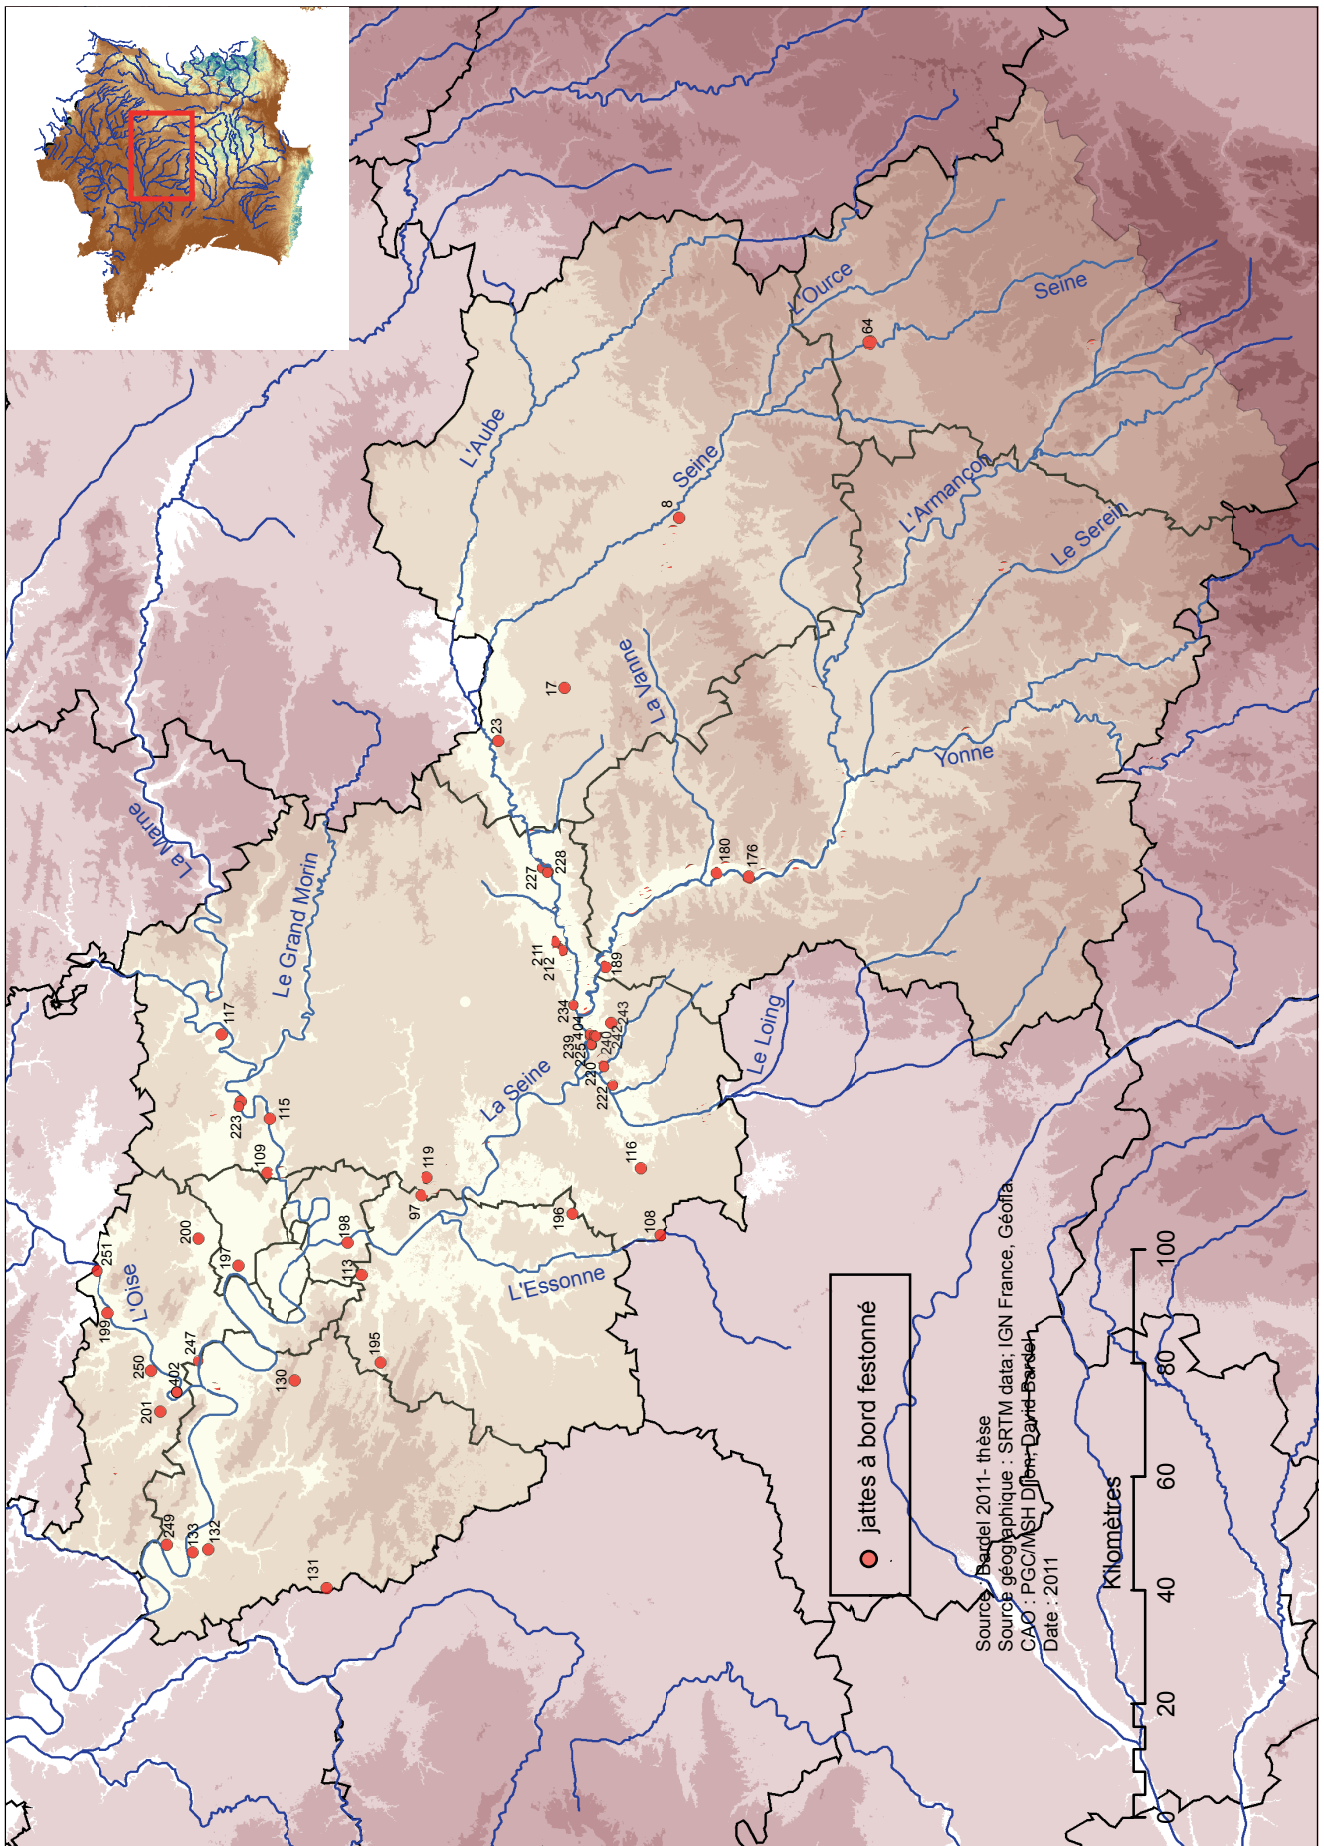 L'Oise
La Marne
Le Grand Morin
La Seine
L'Essonne
Le Loing
L'Aube
Seine
La Vanne
Yonne
L'Armançon
Le Serein
L'Ource
Seine
251
199
250
247
402
201
249
133
132
131
130
195
200
197
198
113
109
223
115
117
97
119
196
108
116
222
220
225
239
404
240
242
243
234
189
212
211
227
228
180
176
23
17
8
64
jattes à bord festonné
Source : Bardel 2011- thèse
Source géographique : SRTM data; IGN France, Géofla
CAO : PGC/MSH Dijon; David Bardel
Date : 2011
Kilomètres
0 20 40 60 80 100